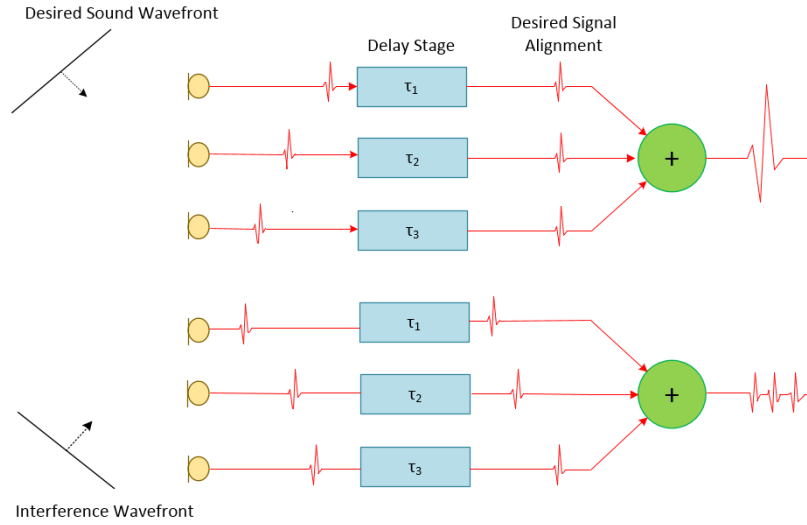 Desired Sound Wavefront
Delay Stage
Desired Signal
Alignment
τ1
τ2
τ3
+
τ1
τ2
τ3
+
Interference Wavefront